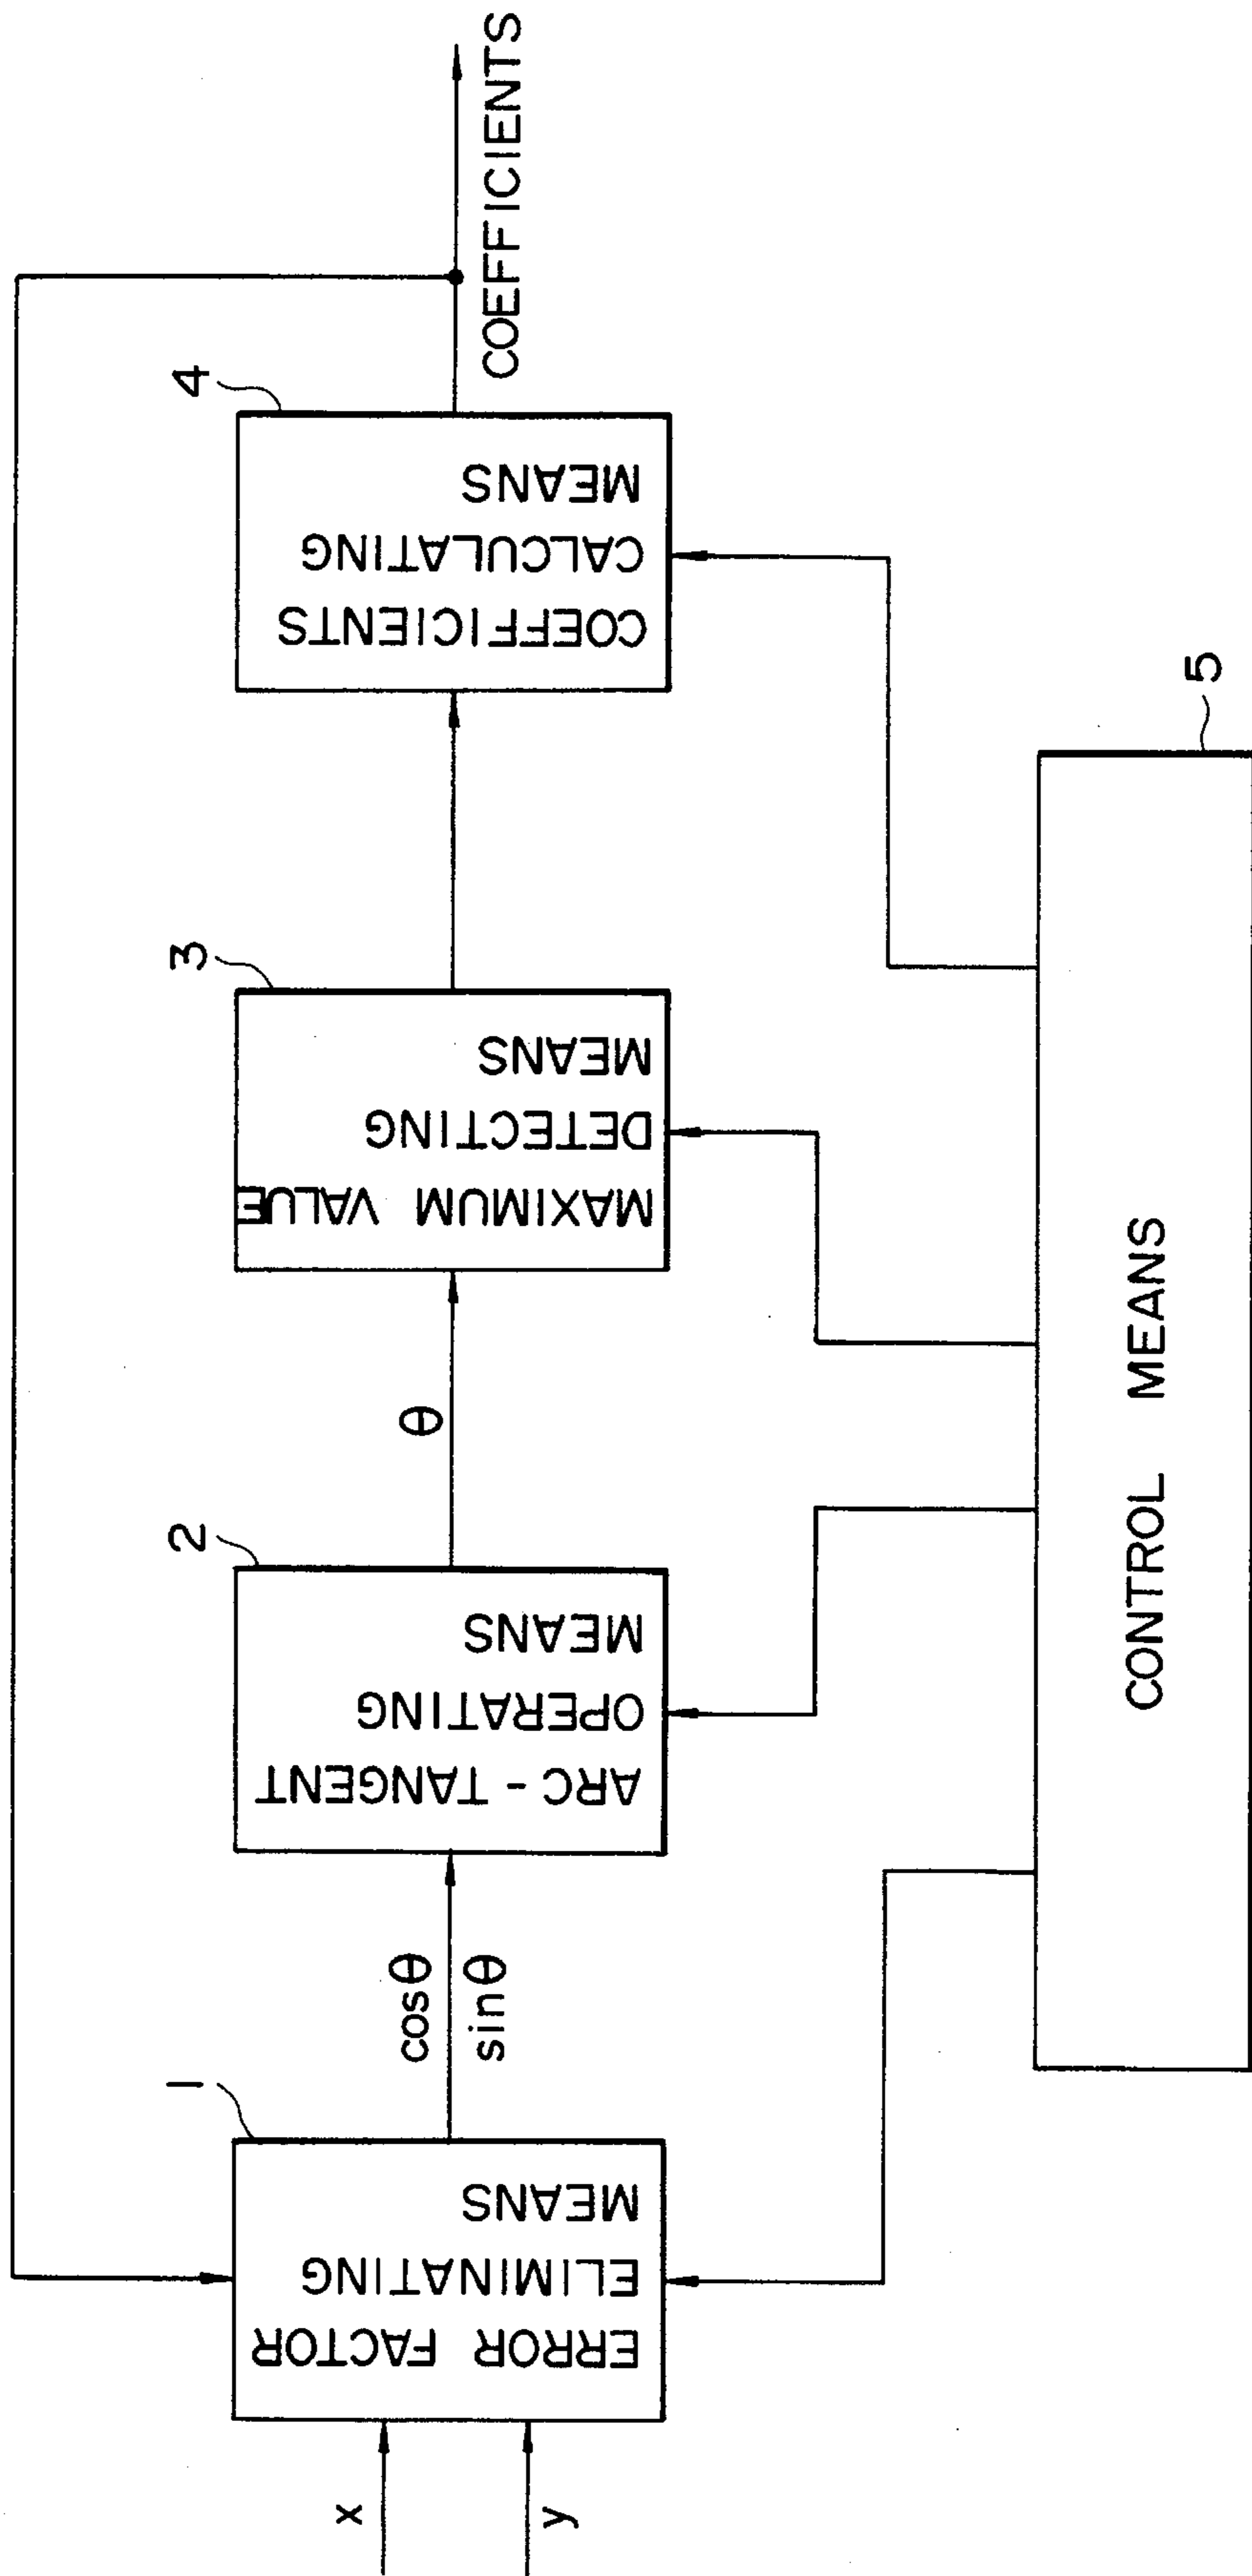 x
y
1
ERROR FACTOR
ELIMINATING
MEANS
cosθ
sinθ
2
ARC - TANGENT
OPERATING
MEANS
θ
3
MAXIMUM VALUE
DETECTING
MEANS
4
COEFFICIENTS
CALCULATING
MEANS
COEFFICIENTS
CONTROL MEANS
5